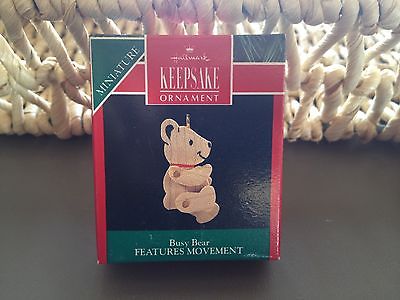 MINIATURE
Hallmark
KEEPSAKE
ORNAMENT
Busy Bear
FEATURES MOVEMENT